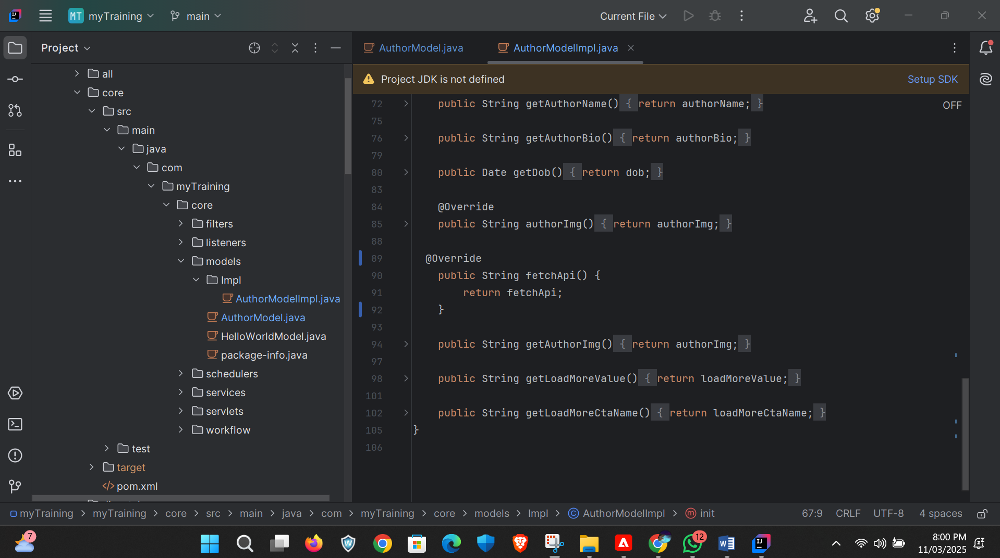 MT myTraining main Current File
Project
all
core
src
main
java
com
myTraining
core
filters
listeners
models
Impl
AuthorModelImpl.java
AuthorModel.java
HelloWorldModel.java
package-info.java
schedulers
services
servlets
workflow
test
target
</> pom.xml
AuthorModel.java AuthorModelImpl.java
Project JDK is not defined Setup SDK
OFF
72 public String getAuthorName() { return authorName; }
75
76 public String getAuthorBio() { return authorBio; }
79
80 public Date getDob() { return dob; }
83
84 @Override
85 public String authorImg() { return authorImg; }
88
89 @Override
90 public String fetchApi() {
91 return fetchApi;
92 }
93
94 public String getAuthorImg() { return authorImg; }
97
98 public String getLoadMoreValue() { return loadMoreValue; }
101
102 public String getLoadMoreCtaName() { return loadMoreCtaName; }
105 }
106
myTraining > myTraining > core > src > main > java > com > myTraining > core > models > Impl > C AuthorModelImpl > m init 67:9 CRLF UTF-8 4 spaces
7 12 8:00 PM
11/03/2025